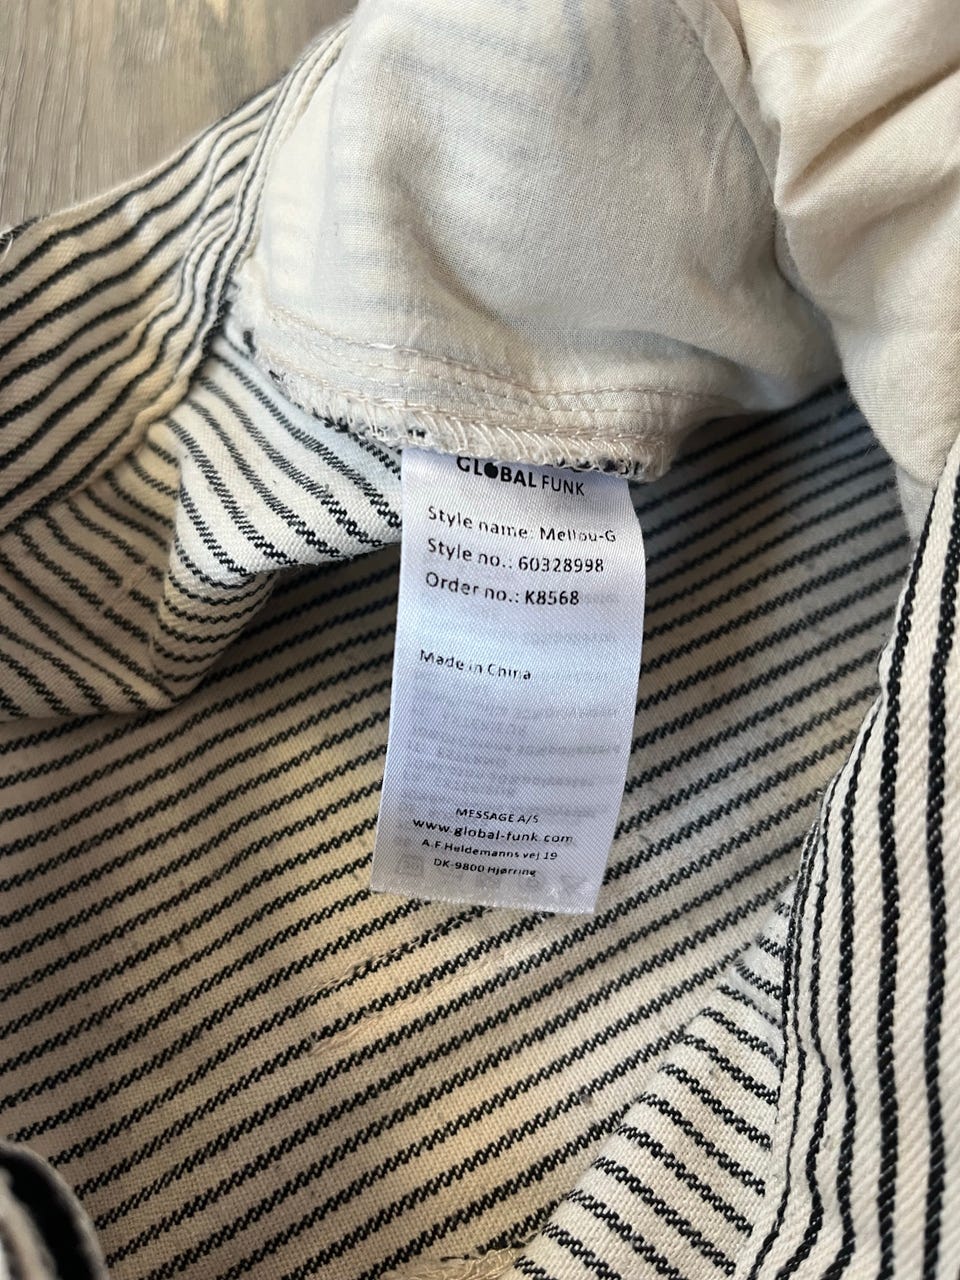 GLOBAL FUNK
Style name: Mellou-G
Style no.: 60328998
Order no.: K8568
Made in China
MESSAGE A/S
www.global-funk.com
A.F.Heidemanns vej 19
DK-9800 Hjørring